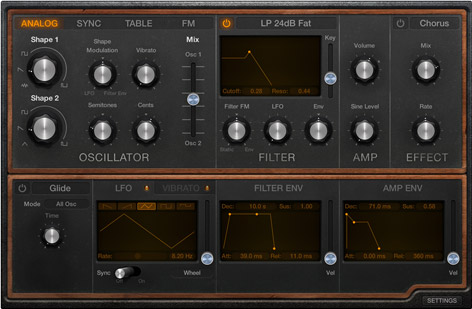 ANALOG SYNC TABLE FM
LP 24dB Fat
Chorus
Shape 1
Shape Modulation
Vibrato
Mix
Osc 1
Key
Volume
Mix
LFO Filter Env
Cutoff: 0.28 Reso: 0.44
Shape 2
Semitones
Cents
Filter FM
LFO
Env
Sine Level
Rate
Osc 2
Static Env
OSCILLATOR
FILTER
AMP
EFFECT
Glide
LFO
VIBRATO
FILTER ENV
AMP ENV
Mode All Osc
Dec: 10.0 s Sus: 1.00
Dec: 71.0 ms Sus: 0.58
Time
Rate: 8.20 Hz
Att: 39.0 ms Rel: 11.0 ms
Att: 0.00 ms Rel: 360 ms
Sync
Off On
Wheel
Vel
Vel
SETTINGS